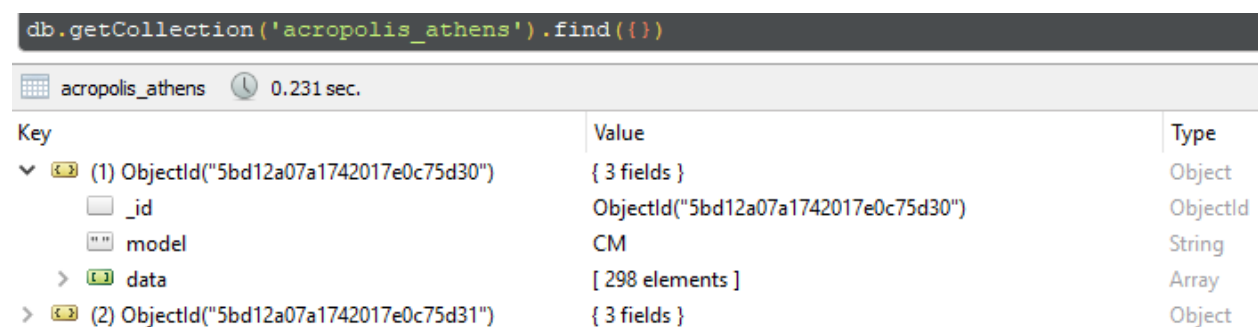 db.getCollection('acropolis_athens').find({})
acropolis_athens 0.231 sec.
Key Value Type
(1) ObjectId("5bd12a07a1742017e0c75d30") { 3 fields } Object
_id ObjectId("5bd12a07a1742017e0c75d30") ObjectId
"" model CM String
data [ 298 elements ] Array
(2) ObjectId("5bd12a07a1742017e0c75d31") { 3 fields } Object